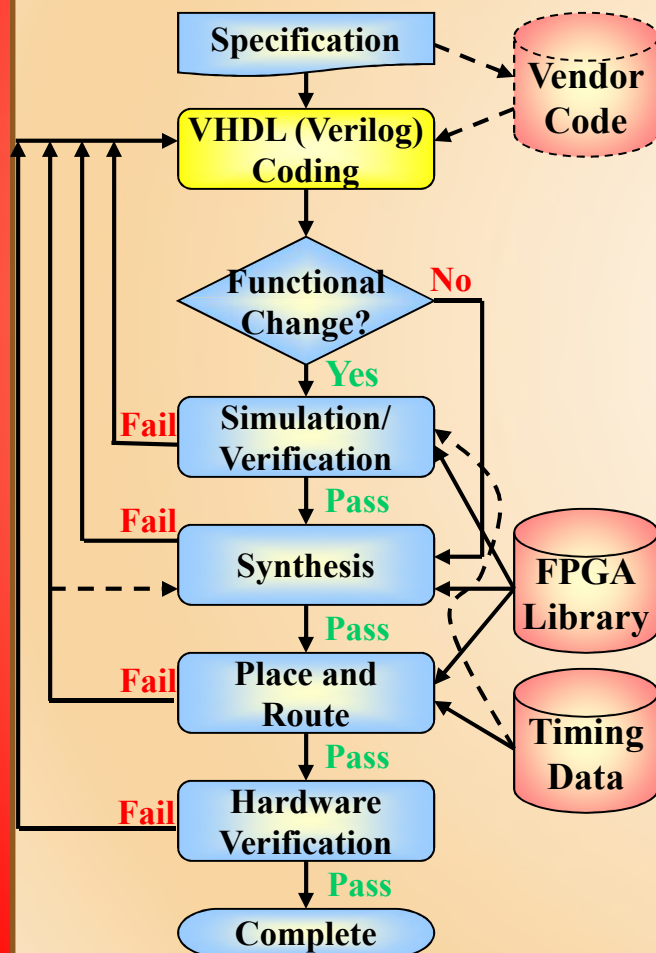 Specification
Vendor
Code
VHDL (Verilog)
Coding
Functional
Change?
No
Yes
Simulation/
Verification
Fail
Pass
Fail
Synthesis
FPGA
Library
Pass
Fail
Place and
Route
Timing
Data
Pass
Fail
Hardware
Verification
Pass
Complete